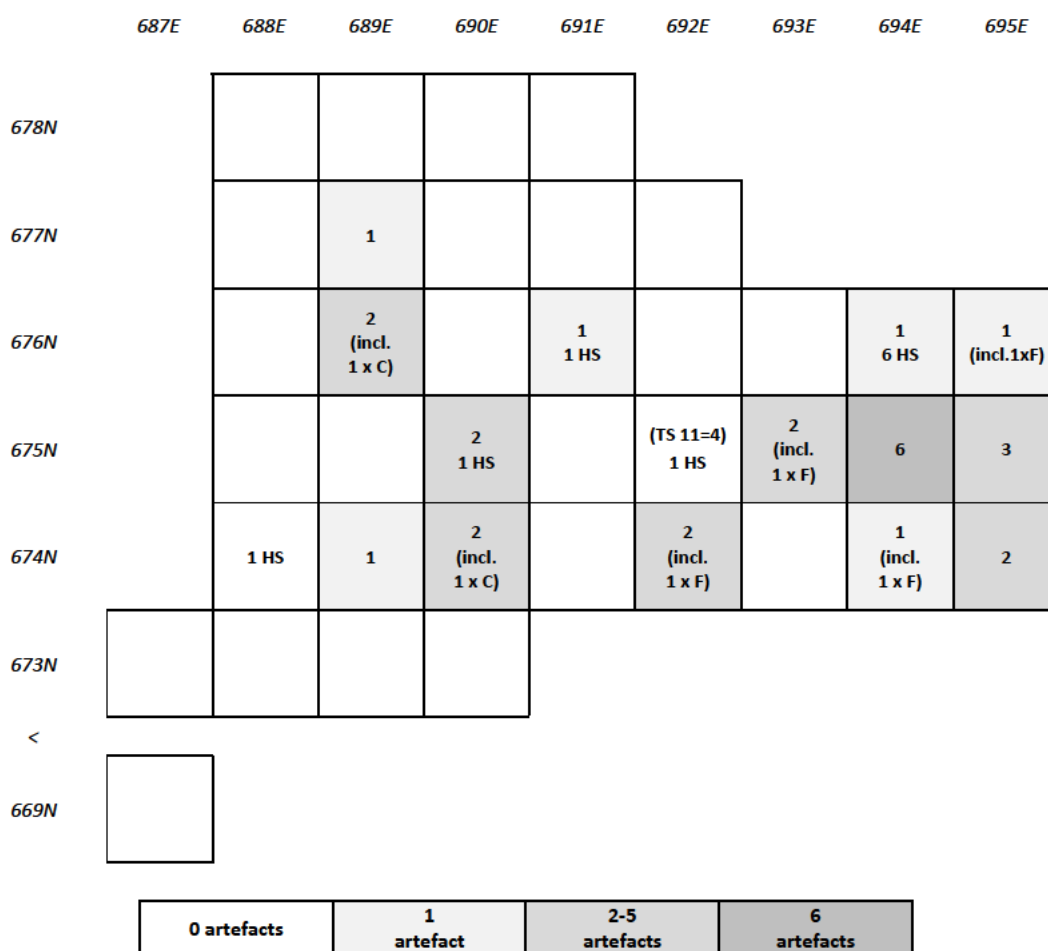 687E 688E 689E 690E 691E 692E 693E 694E 695E
678N
677N
1
676N
2
(incl.
1 x C)
1
1 HS
1
6 HS
1
(incl.1xF)
675N
2
1 HS
(TS 11=4)
1 HS
2
(incl.
1 x F)
6
3
674N
1 HS
1
2
(incl.
1 x C)
2
(incl.
1 x F)
1
(incl.
1 x F)
2
673N
<
669N
0 artefacts
1
artefact
2-5
artefacts
6
artefacts